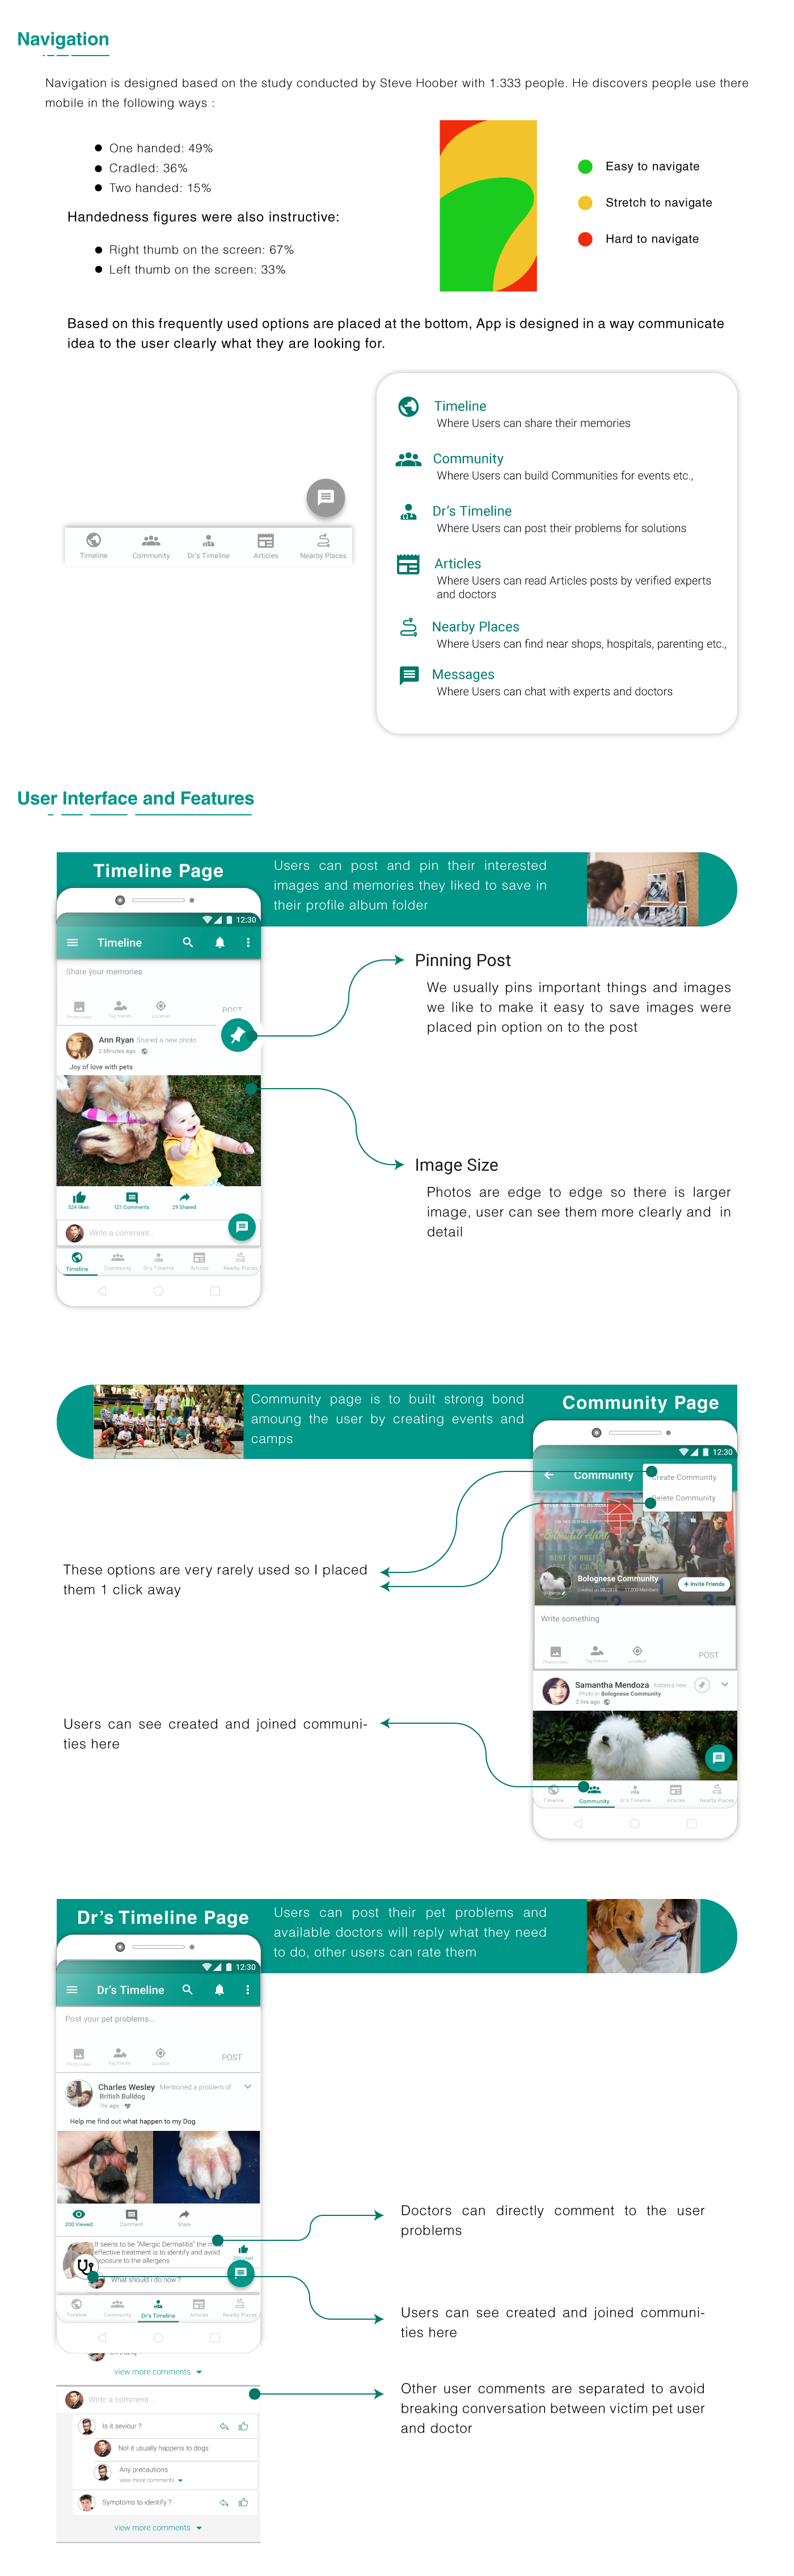 Navigation
Navigation is designed based on the study conducted by Steve Hoober with 1.333 people. He discovers people use there
mobile in the following ways :
One handed: 49%
Cradled: 36%
Two handed: 15%
Handedness figures were also instructive:
Right thumb on the screen: 67%
Left thumb on the screen: 33%
Easy to navigate
Stretch to navigate
Hard to navigate
Based on this frequently used options are placed at the bottom, App is designed in a way communicate
idea to the user clearly what they are looking for.
Timeline
Community
Dr's Timeline
Articles
Nearby Places
Timeline
Where Users can share their memories
Community
Where Users can build Communities for events etc.,
Dr's Timeline
Where Users can post their problems for solutions
Articles
Where Users can read Articles posts by verified experts
and doctors
Nearby Places
Where Users can find near shops, hospitals, parenting etc.,
Messages
Where Users can chat with experts and doctors
User Interface and Features
Timeline Page
Users can post and pin their interested
images and memories they liked to save in
their profile album folder
12:30
Timeline
Share your memories
Tag friends
Location
POST
Ann Ryan Shared a new photo
2 Minutes ago
Joy of love with pets
524 likes
121 Comments
29 Shared
Write a comment...
Timeline
Community
Dr's Timeline
Articles
Nearby Places
Pinning Post
We usually pins important things and images
we like to make it easy to save images were
placed pin option on to the post
Image Size
Photos are edge to edge so there is larger
image, user can see them more clearly and in
detail
Community page is to built strong bond
amoung the user by creating events and
camps
Community Page
12:30
Community
Create Community
Delete Community
BEST OF BREED
Bolognese Community
17,000 Members
+ Invite Friends
Write something
Tag friends
Location
POST
Samantha Mendoza Added a new
Photo in Bolognese Community
2 hrs ago
Timeline
Community
Dr's Timeline
Articles
Nearby Places
These options are very rarely used so I placed
them 1 click away
Users can see created and joined communi-
ties here
Dr's Timeline Page
Users can post their pet problems and
available doctors will reply what they need
to do, other users can rate them
12:30
Dr's Timeline
Post your pet problems...
Tag friends
Location
POST
Charles Wesley Mentioned a problem of
British Bulldog
1hr ago
Help me find out what happen to my Dog
200 Viewed
Comment
Share
It seems to be "Allergic Dermatitis" the
effective treatment is to identify and avoid
exposure to the allergens
What should i do now ?
Timeline
Community
Dr's Timeline
Articles
Nearby Places
view more comments
Write a comment...
Is it seviour ?
No! it usually happens to dogs
Any precautions
view more comments
Symptoms to identify ?
view more comments
Doctors can directly comment to the user
problems
Users can see created and joined communi-
ties here
Other user comments are separated to avoid
breaking conversation between victim pet user
and doctor